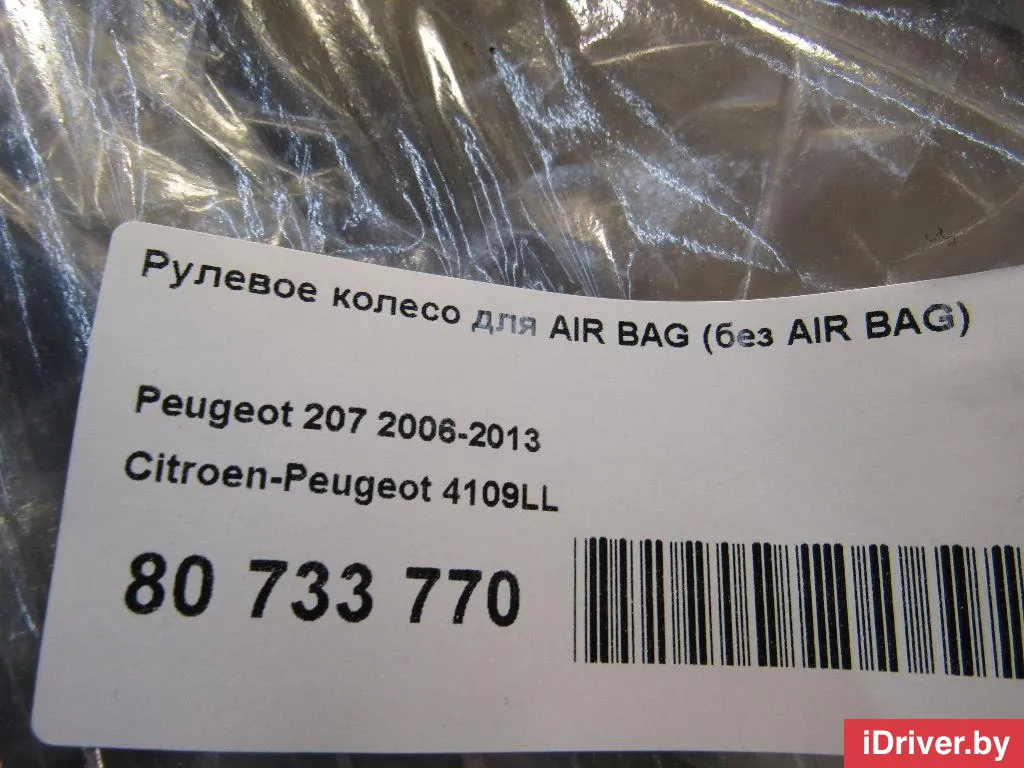 Рулевое колесо для AIR BAG (без AIR BAG)
Peugeot 207 2006-2013
Citroen-Peugeot 4109LL
80 733 770
iDriver.by